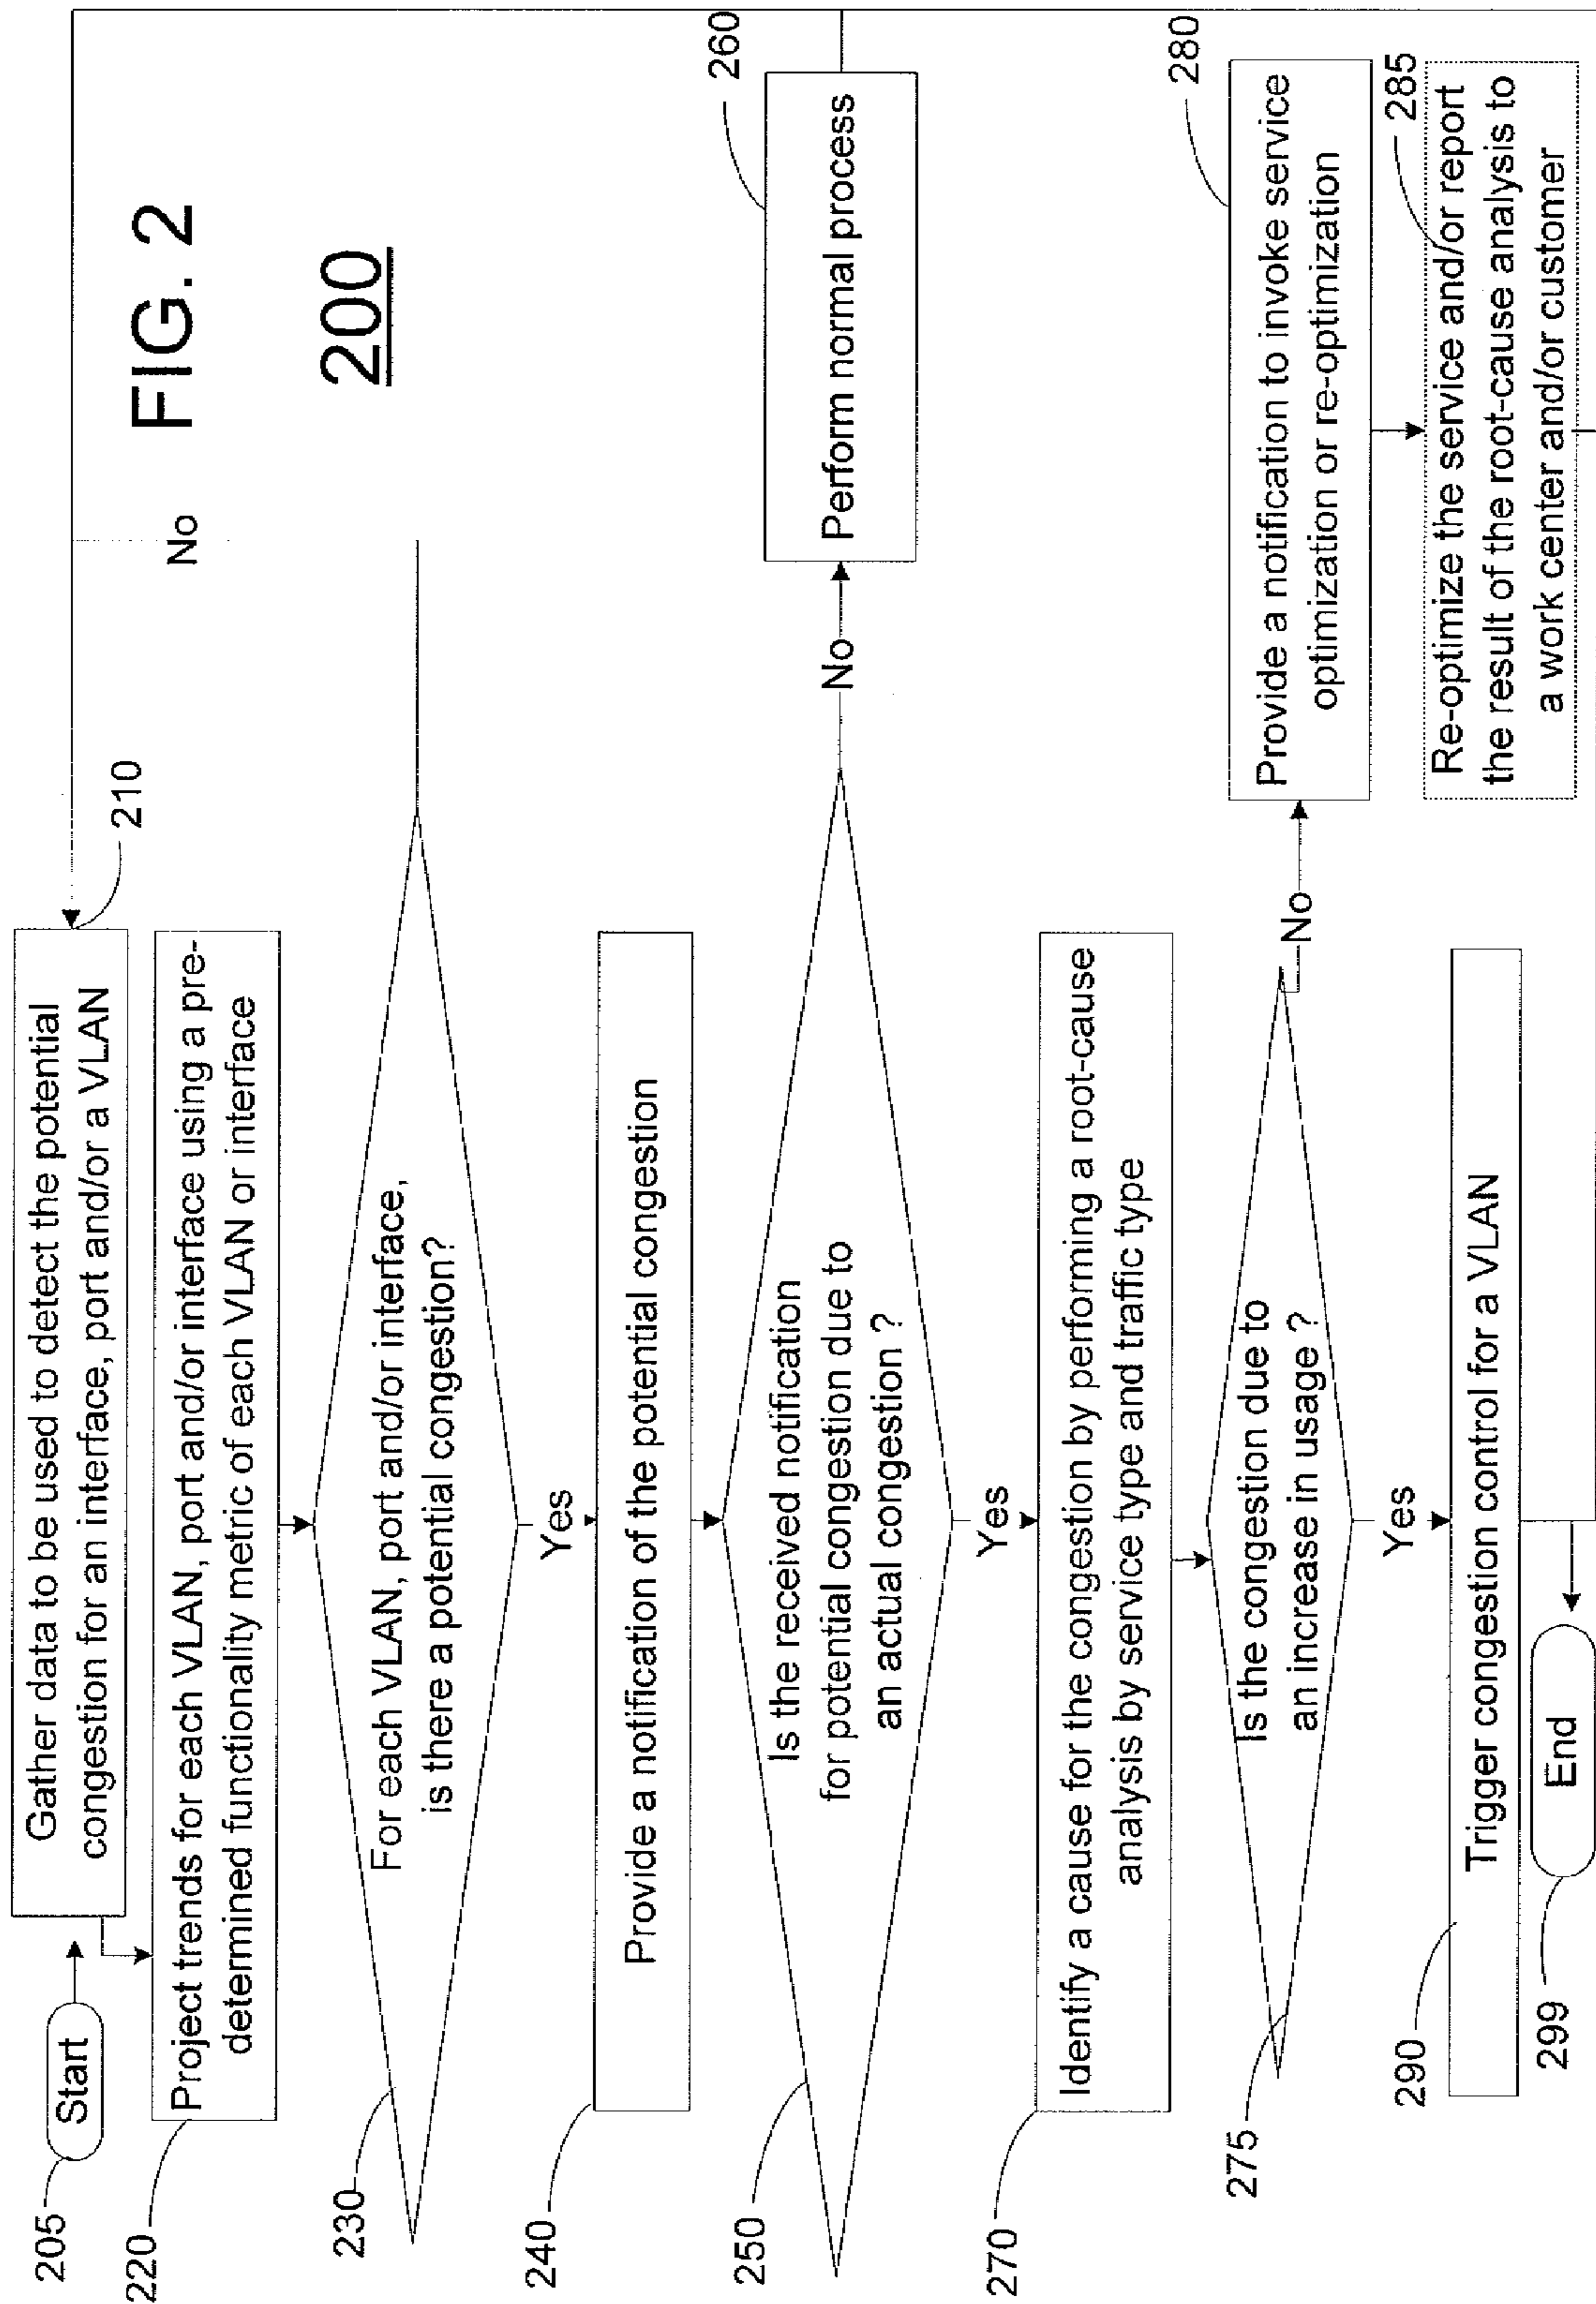 FIG. 2
200
205
Start
Gather data to be used to detect the potential
congestion for an interface, port and/or a VLAN
210
220
Project trends for each VLAN, port and/or interface using a pre-
determined functionality metric of each VLAN or interface
230
For each VLAN, port and/or interface,
is there a potential congestion?
No
Yes
240
Provide a notification of the potential congestion
250
Is the received notification
for potential congestion due to
an actual congestion ?
No
Perform normal process
260
Yes
270
Identify a cause for the congestion by performing a root-cause
analysis by service type and traffic type
275
Is the congestion due to
an increase in usage ?
No
Provide a notification to invoke service
optimization or re-optimization
280
Re-optimize the service and/or report
the result of the root-cause analysis to
a work center and/or customer
285
Yes
290
Trigger congestion control for a VLAN
299
End